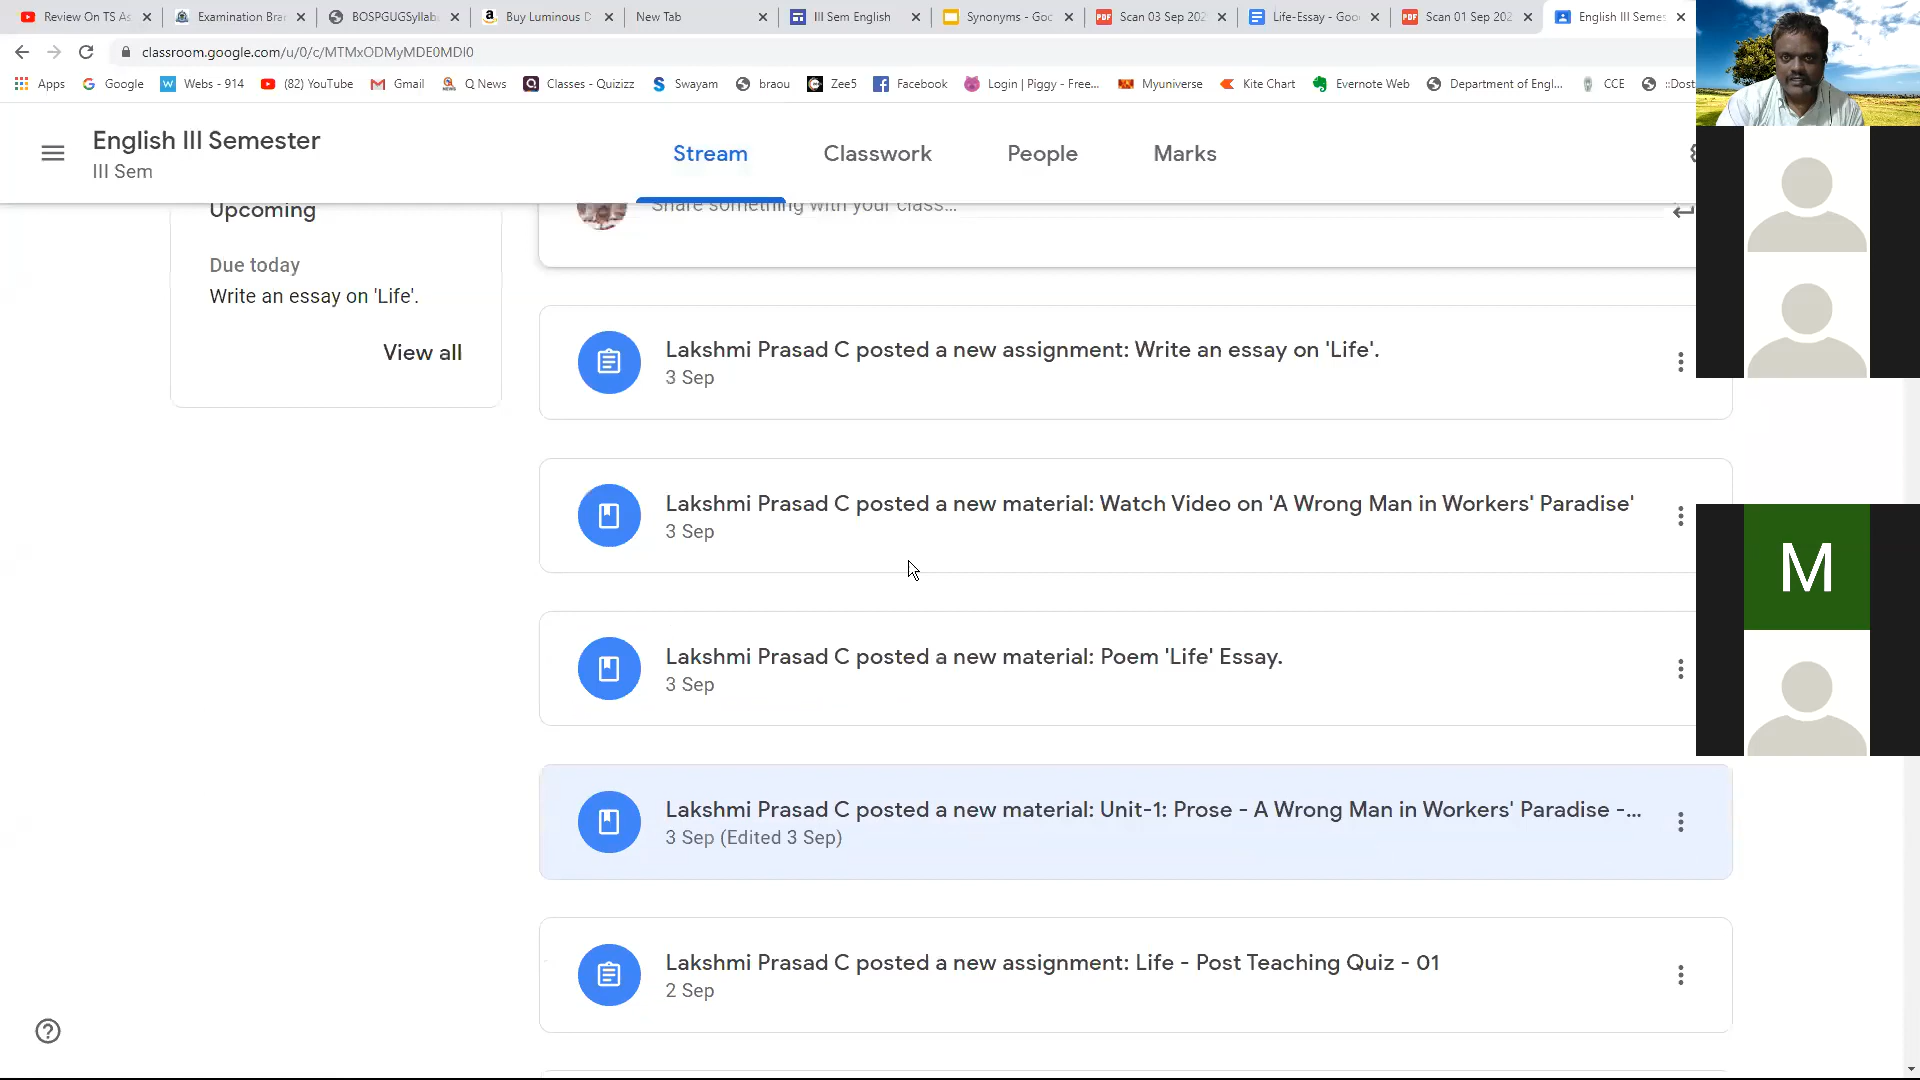 Review On TS As
Examination Bra
BOSPGUGSyllab
Buy Luminous D
New Tab
III Sem English
Synonyms - Goo
Scan 03 Sep 202
Life-Essay - Goo
Scan 01 Sep 202
English III Semes
classroom.google.com/u/0/c/MTMxODMyMDE0MDI0
Apps
Google
Webs - 914
(82) YouTube
Gmail
Q News
Classes - Quizizz
Swayam
braou
Zee5
Facebook
Login | Piggy - Free...
Myuniverse
Kite Chart
Evernote Web
Department of Engl...
CCE
::Dost
English III Semester
III Sem
Stream
Classwork
People
Marks
Upcoming
Due today
Write an essay on 'Life'.
View all
Share something with your class...
Lakshmi Prasad C posted a new assignment: Write an essay on 'Life'.
3 Sep
Lakshmi Prasad C posted a new material: Watch Video on 'A Wrong Man in Workers' Paradise'
3 Sep
Lakshmi Prasad C posted a new material: Poem 'Life' Essay.
3 Sep
Lakshmi Prasad C posted a new material: Unit-1: Prose - A Wrong Man in Workers' Paradise -...
3 Sep (Edited 3 Sep)
Lakshmi Prasad C posted a new assignment: Life - Post Teaching Quiz - 01
2 Sep
M